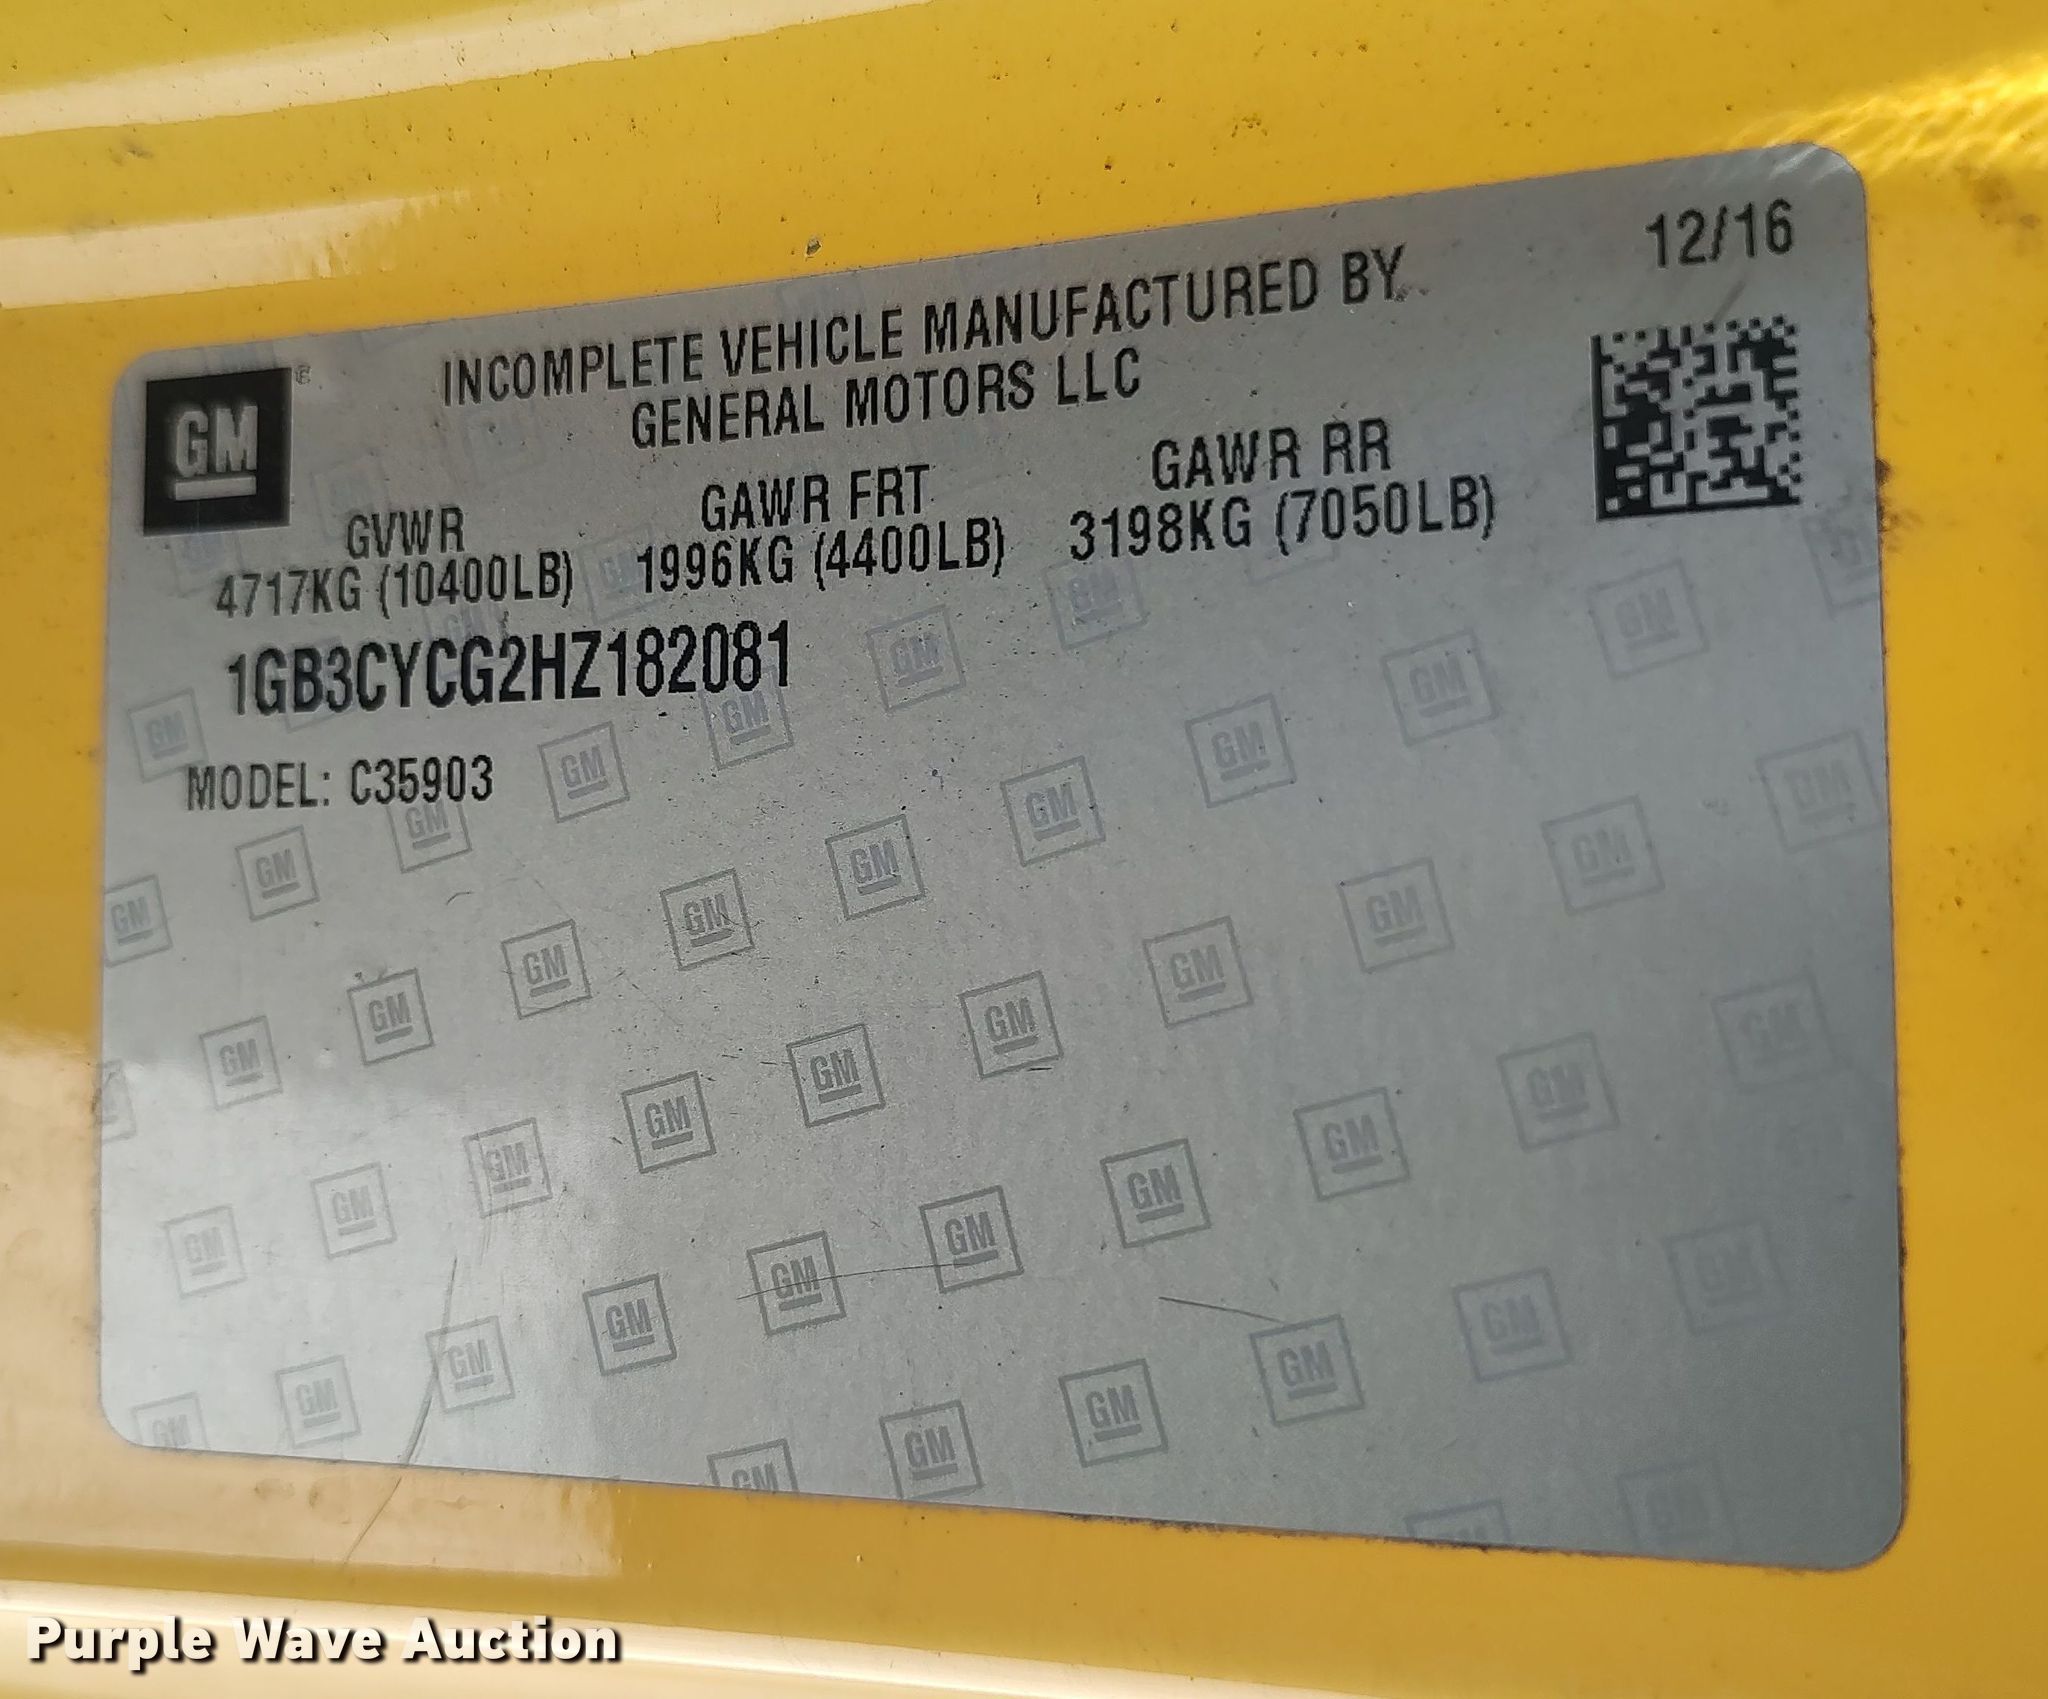 12/16
INCOMPLETE VEHICLE MANUFACTURED BY
GENERAL MOTORS LLC
GM
GVWR GAWR FRT GAWR RR
4717KG (10400LB) 1996KG (4400LB) 3198KG (7050LB)
1GB3CYCG2HZ182081
MODEL: C35903
Purple Wave Auction